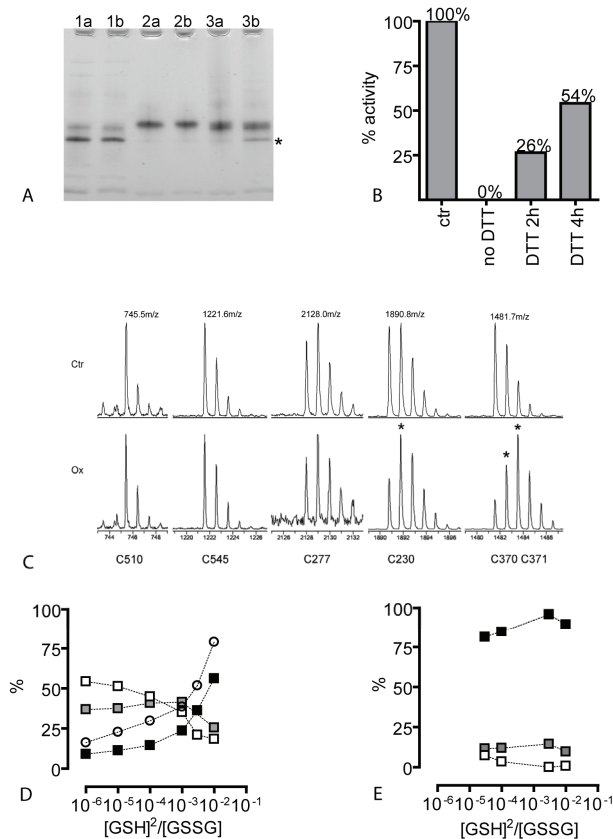 1a 1b 2a 2b 3a 3b
*
A
% activity
100%
75
50
25
100%
0%
26%
54%
ctr
no DTT
DTT 2h
DTT 4h
B
745.5m/z 1221.6m/z 2128.0m/z 1890.8m/z 1481.7m/z
Ctr
* *
*
Ox
744 746 748 1220 1222 1224 1226 2126 2128 2130 2132 1890 1892 1894 1896 1480 1482 1484 1486
C510 C545 C277 C230 C370 C371
C
100
75
50
25
0
%
10-6 10-5 10-4 10-3 10-2 10-1
[GSH]2/[GSSG]
D
100
75
50
25
0
%
10-6 10-5 10-4 10-3 10-2 10-1
[GSH]2/[GSSG]
E